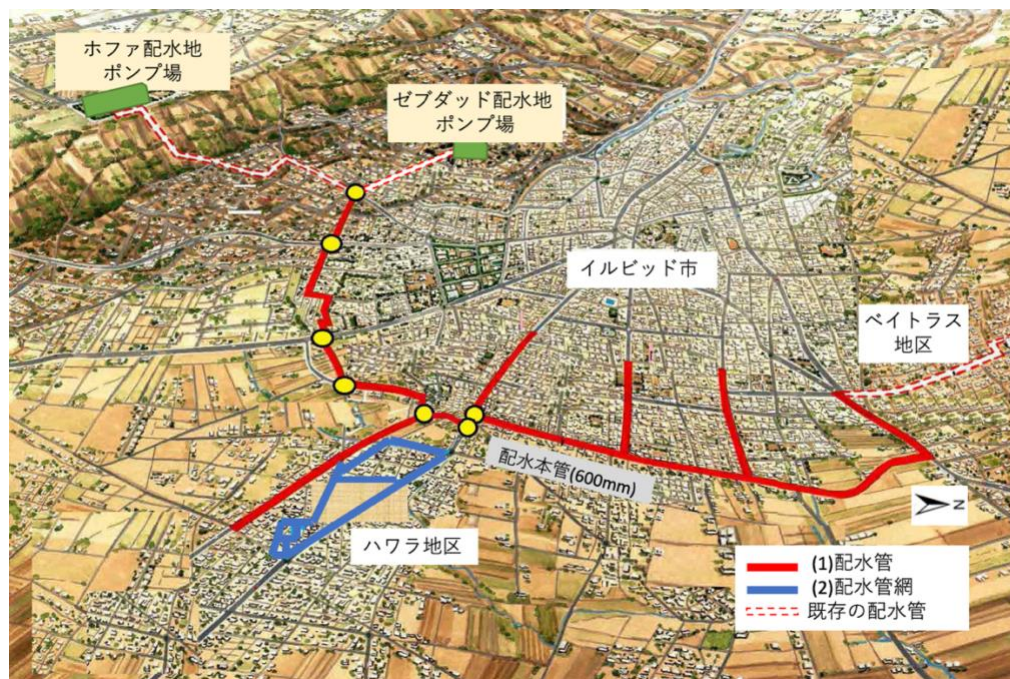 ホファ配水地
ポンプ場
ゼブダッド配水地
ポンプ場
イルビッド市
ベイトラス
地区
配水本管(600mm)
ハワラ地区
N
(1)配水管
(2)配水管網
既存の配水管